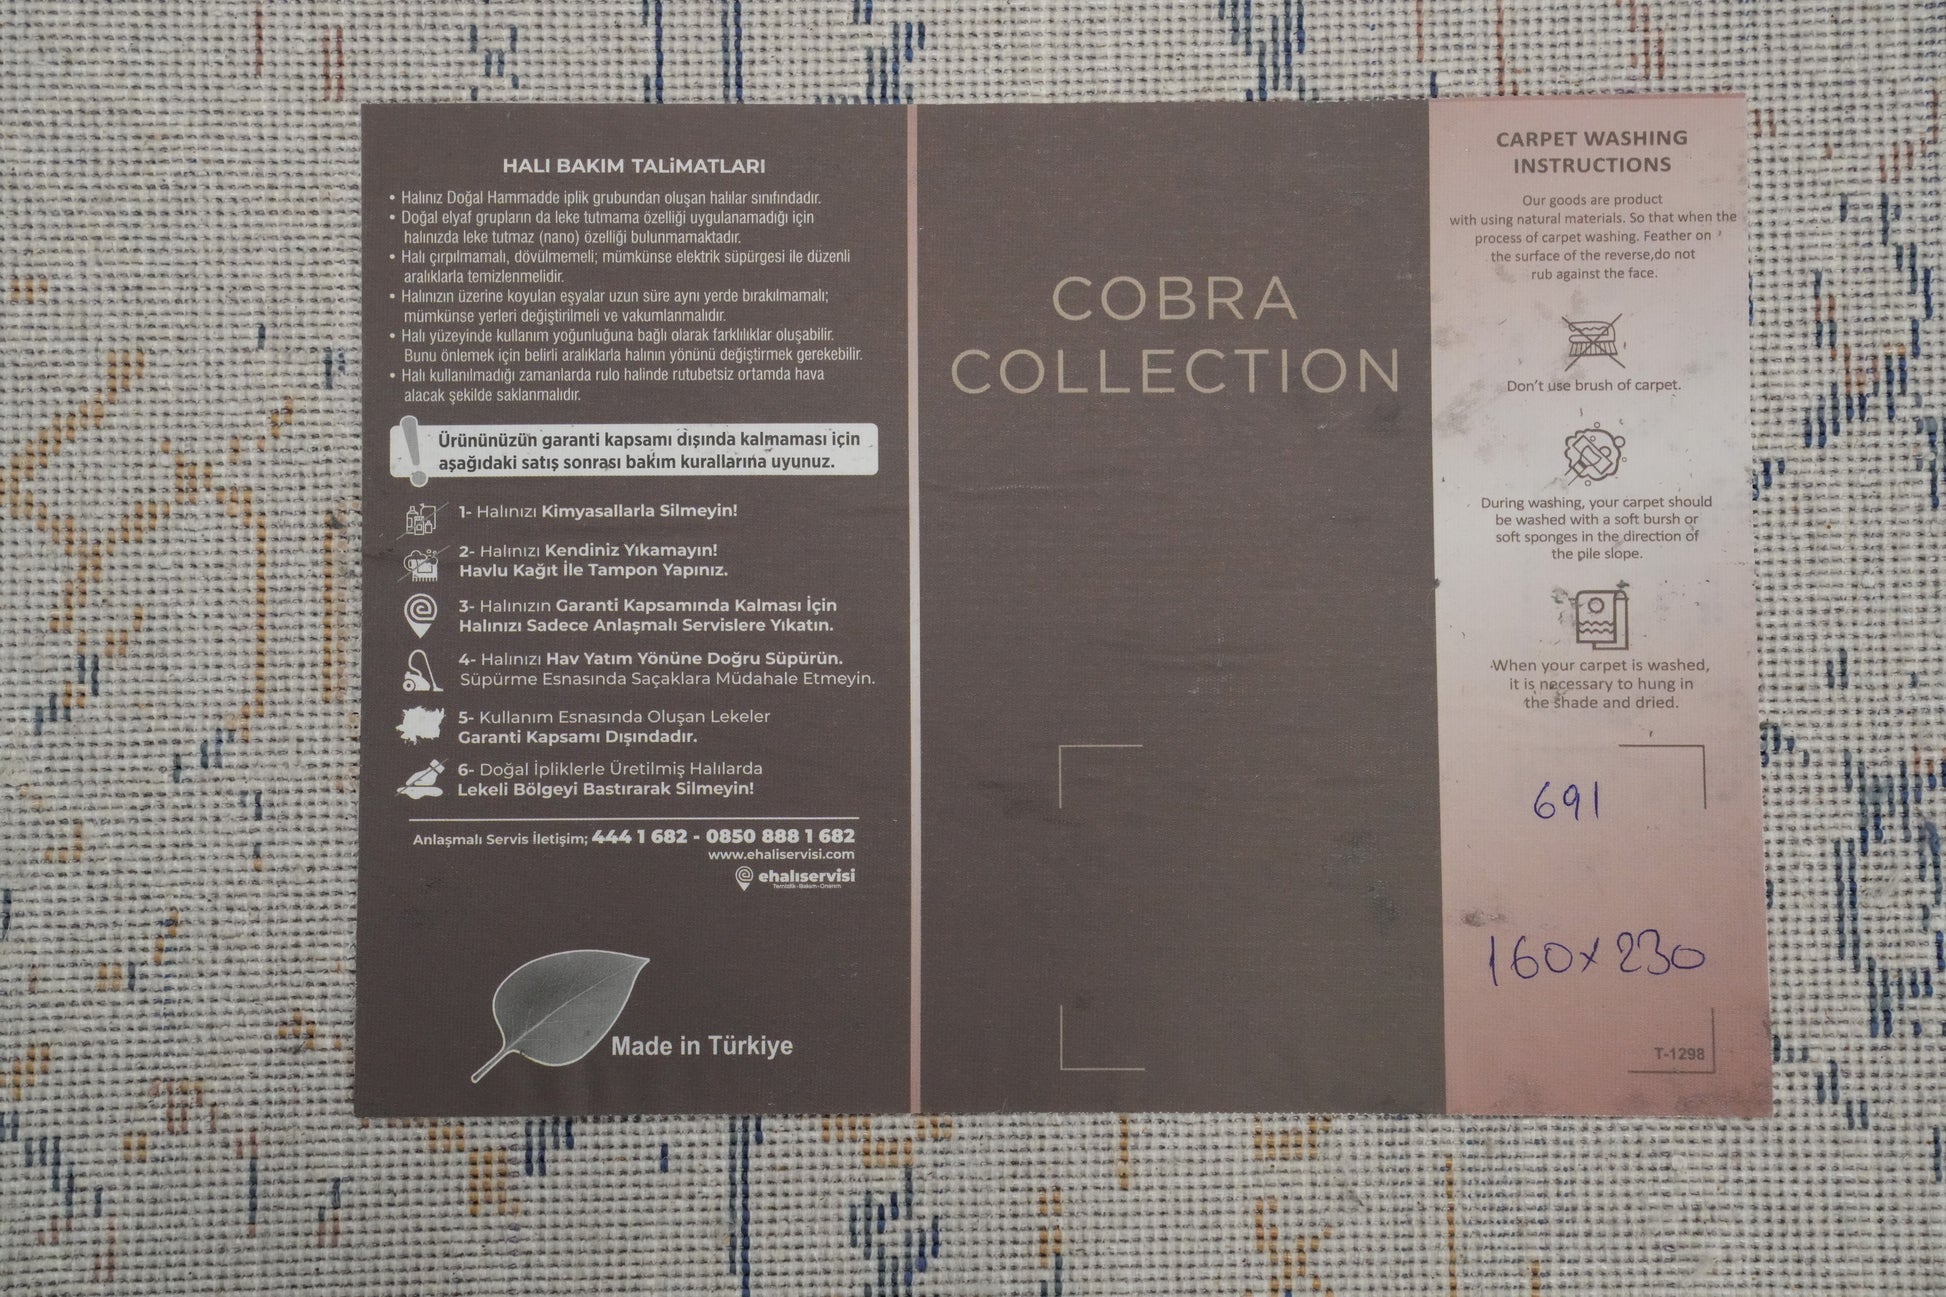 HALI BAKIM TALİMATLARI
• Halınız Doğal Hammadde iplik grubundan oluşan halılar sınıfındadır.
• Doğal elyaf grupların da leke tutmama özelliği uygulanamadığı için
halınızda leke tutmaz (nano) özelliği bulunmamaktadır.
• Halı çırpılmamalı, dövülmemeli; mümkünse elektrik süpürgesi ile düzenli
aralıklarla temizlenmelidir.
• Halınızın üzerine koyulan eşyalar uzun süre aynı yerde bırakılmamalı;
mümkünse yerleri değiştirilmeli ve vakumlanmalıdır.
• Halı yüzeyinde kullanım yoğunluğuna bağlı olarak farklılıklar oluşabilir.
Bunu önlemek için belirli aralıklarla halının yönünü değiştirmek gerekebilir.
• Halı kullanılmadığı zamanlarda rulo halinde rutubetsiz ortamda hava
alacak şekilde saklanmalıdır.
Ürününüzün garanti kapsamı dışında kalmaması için
aşağıdaki satış sonrası bakım kurallarına uyunuz.
1- Halınızı Kimyasallarla Silmeyin!
2- Halınızı Kendiniz Yıkamayın!
Havlu Kağıt İle Tampon Yapınız.
3- Halınızın Garanti Kapsamında Kalması İçin
Halınızı Sadece Anlaşmalı Servislere Yıkatın.
4- Halınızı Hav Yatım Yönüne Doğru Süpürün.
Süpürme Esnasında Saçaklara Müdahale Etmeyin.
5- Kullanım Esnasında Oluşan Lekeler
Garanti Kapsamı Dışındadır.
6- Doğal İpliklerle Üretilmiş Halılarda
Lekeli Bölgeyi Bastırarak Silmeyin!
Anlaşmalı Servis İletişim; 444 1 682 - 0850 888 1 682
www.ehaliservisi.com
ehalıservisi
Temizlik-Bakım-Onarım
Made in Türkiye
COBRA
COLLECTION
CARPET WASHING
INSTRUCTIONS
Our goods are product
with using natural materials. So that when the
process of carpet washing. Feather on
the surface of the reverse,do not
rub against the face.
Don't use brush of carpet.
During washing, your carpet should
be washed with a soft bursh or
soft sponges in the direction of
the pile slope.
When your carpet is washed,
it is necessary to hung in
the shade and dried.
691
160x230
T-1298